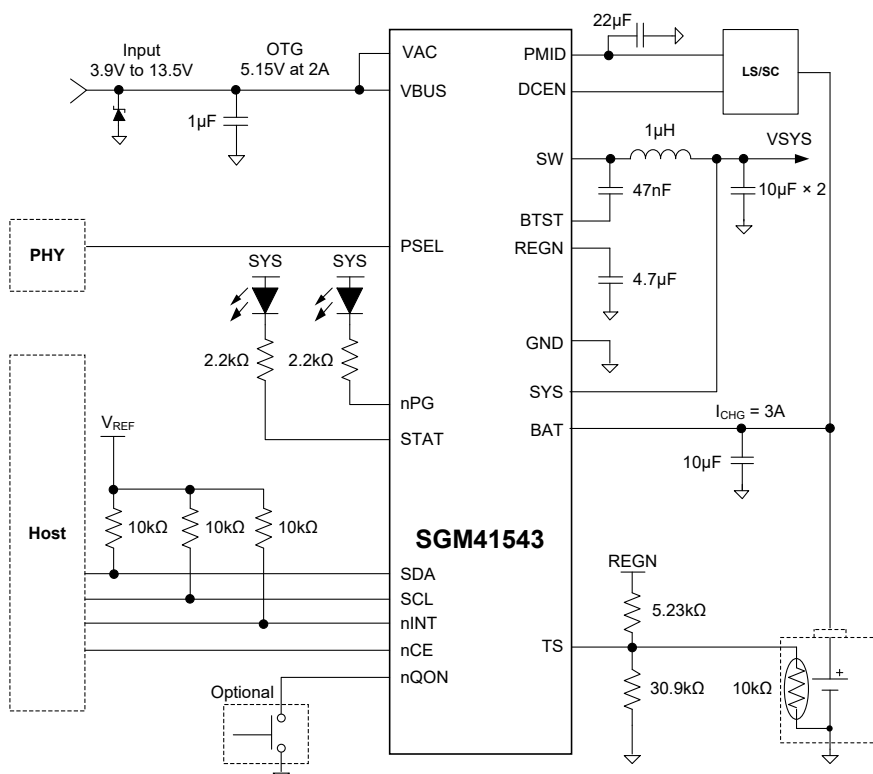 Input
3.9V to 13.5V
OTG
5.15V at 2A
1µF
VAC
VBUS
PMID
DCEN
22µF
LS/SC
1µH
VSYS
SW
47nF
10µF × 2
BTST
REGN
4.7µF
PHY
PSEL
SYS
SYS
2.2kΩ
2.2kΩ
nPG
STAT
GND
SYS
BAT
I_CHG = 3A
10µF
V_REF
Host
10kΩ
10kΩ
10kΩ
SGM41543
SDA
SCL
nINT
nCE
nQON
Optional
REGN
5.23kΩ
TS
30.9kΩ
10kΩ
+